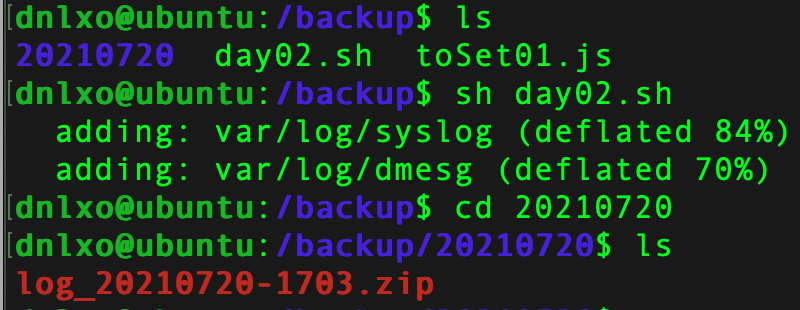 dnlxo@ubuntu:/backup$ ls
20210720  day02.sh  toSet01.js
[dnlxo@ubuntu:/backup$ sh day02.sh
  adding: var/log/syslog (deflated 84%)
  adding: var/log/dmesg (deflated 70%)
[dnlxo@ubuntu:/backup$ cd 20210720
[dnlxo@ubuntu:/backup/20210720$ ls
log_20210720-1703.zip